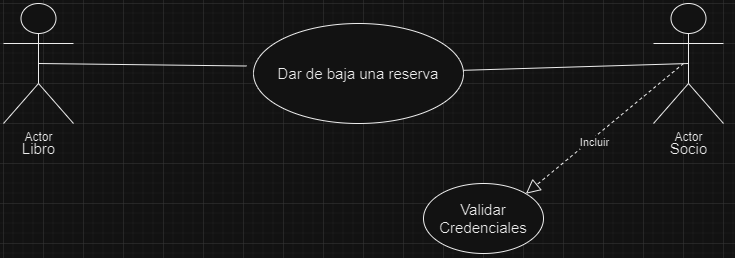 Dar de baja una reserva
Actor
Libro
Actor
Socio
Incluir
Validar
Credenciales